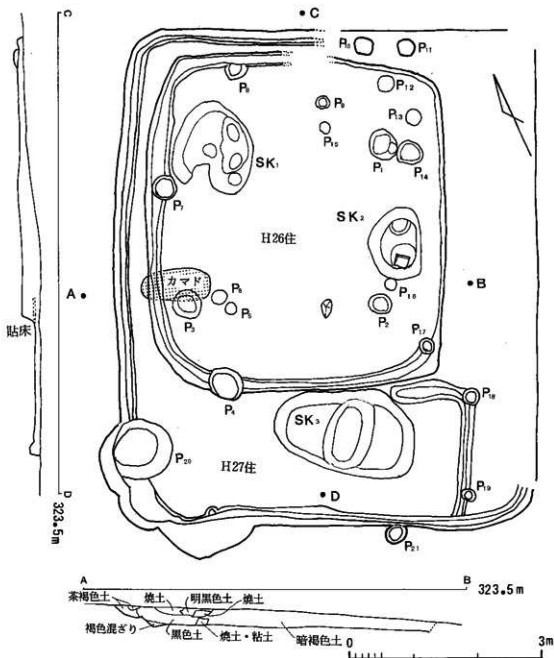 C
C
P₁₀
P₁₁
P₈
P₁₂
P₉
P₁₃
P₁₅
SK₁
P₁
P₁₄
P₇
SK₂
H26住
カマド
A
B
P₆
P₁₆
P₃
P₅
P₂
貼床
P₁₇
P₄
P₁₈
SK₃
P₂₀
H27住
P₁₉
D
D
323.5m
P₂₁
A
B
323.5m
茶褐色土
焼土
明黒色土
焼土
褐色混ぎり
黒色土
焼土・粘土
暗褐色土
0
3m